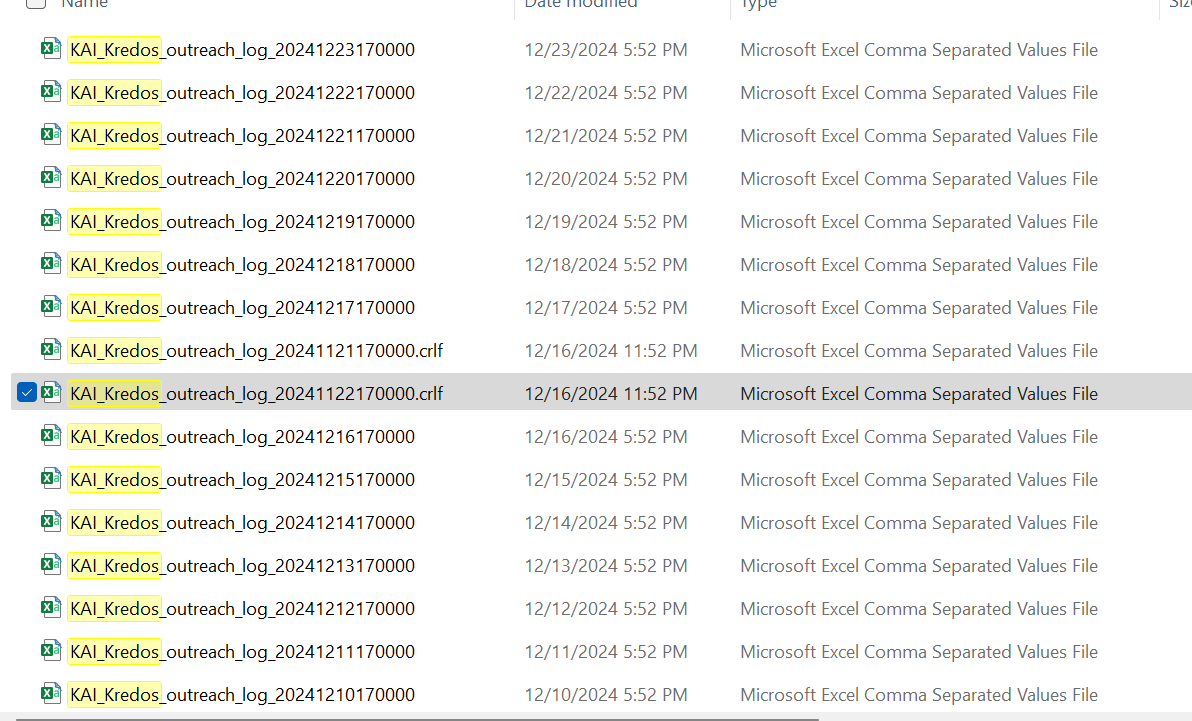 Name Date modified Type Size
KAI_Kredos_outreach_log_20241223170000 12/23/2024 5:52 PM Microsoft Excel Comma Separated Values File
KAI_Kredos_outreach_log_20241222170000 12/22/2024 5:52 PM Microsoft Excel Comma Separated Values File
KAI_Kredos_outreach_log_20241221170000 12/21/2024 5:52 PM Microsoft Excel Comma Separated Values File
KAI_Kredos_outreach_log_20241220170000 12/20/2024 5:52 PM Microsoft Excel Comma Separated Values File
KAI_Kredos_outreach_log_20241219170000 12/19/2024 5:52 PM Microsoft Excel Comma Separated Values File
KAI_Kredos_outreach_log_20241218170000 12/18/2024 5:52 PM Microsoft Excel Comma Separated Values File
KAI_Kredos_outreach_log_20241217170000 12/17/2024 5:52 PM Microsoft Excel Comma Separated Values File
KAI_Kredos_outreach_log_20241121170000.crlf 12/16/2024 11:52 PM Microsoft Excel Comma Separated Values File
KAI_Kredos_outreach_log_20241122170000.crlf 12/16/2024 11:52 PM Microsoft Excel Comma Separated Values File
KAI_Kredos_outreach_log_20241216170000 12/16/2024 5:52 PM Microsoft Excel Comma Separated Values File
KAI_Kredos_outreach_log_20241215170000 12/15/2024 5:52 PM Microsoft Excel Comma Separated Values File
KAI_Kredos_outreach_log_20241214170000 12/14/2024 5:52 PM Microsoft Excel Comma Separated Values File
KAI_Kredos_outreach_log_20241213170000 12/13/2024 5:52 PM Microsoft Excel Comma Separated Values File
KAI_Kredos_outreach_log_20241212170000 12/12/2024 5:52 PM Microsoft Excel Comma Separated Values File
KAI_Kredos_outreach_log_20241211170000 12/11/2024 5:52 PM Microsoft Excel Comma Separated Values File
KAI_Kredos_outreach_log_20241210170000 12/10/2024 5:52 PM Microsoft Excel Comma Separated Values File